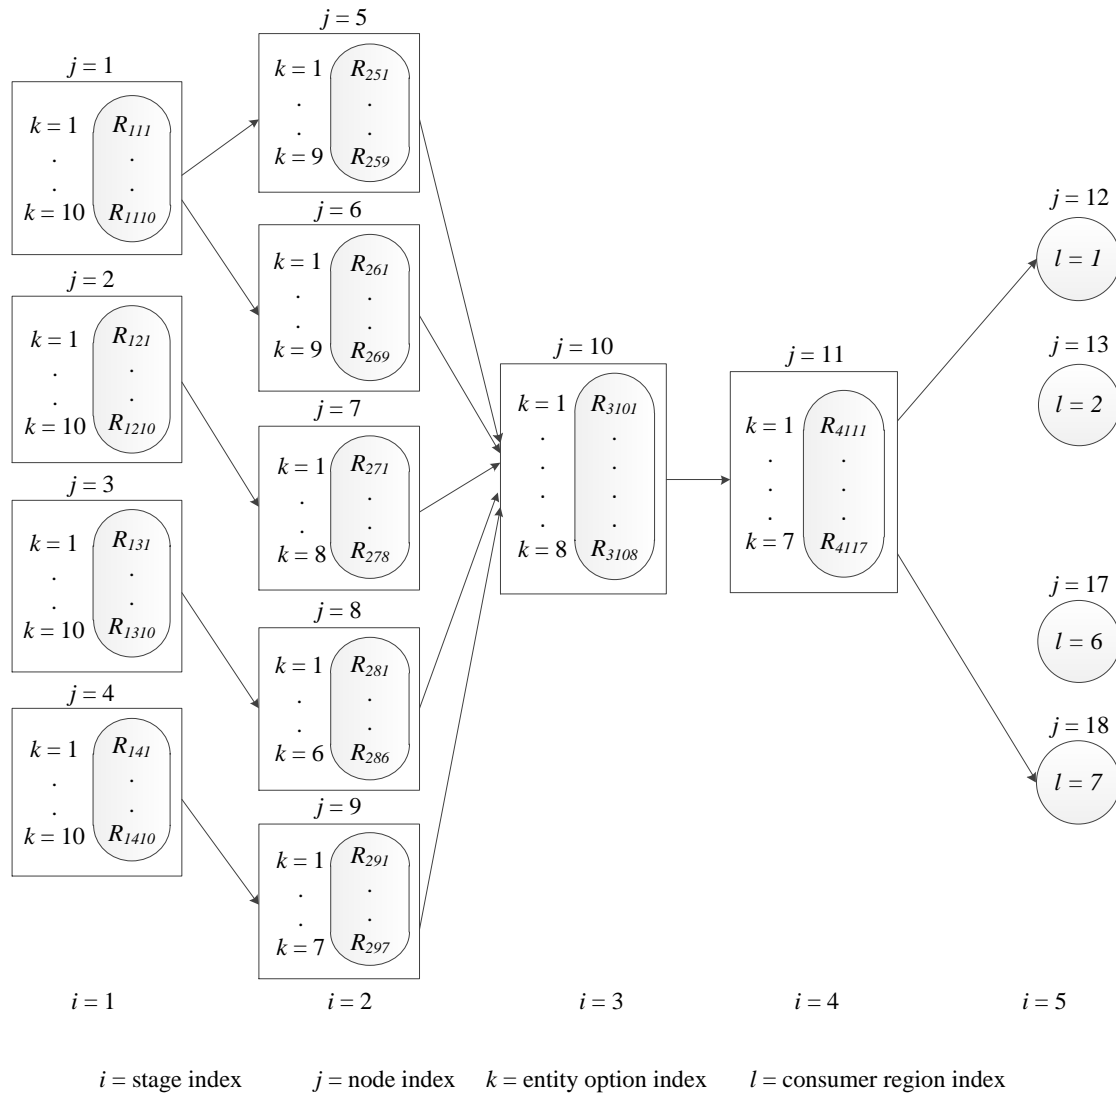 j = 1
k = 1 R111
. .
. .
k = 10 R1110
j = 2
k = 1 R121
. .
. .
k = 10 R1210
j = 3
k = 1 R131
. .
. .
k = 10 R1310
j = 4
k = 1 R141
. .
. .
k = 10 R1410
i = 1
j = 5
k = 1 R251
. .
. .
k = 9 R259
j = 6
k = 1 R261
. .
. .
k = 9 R269
j = 7
k = 1 R271
. .
. .
k = 8 R278
j = 8
k = 1 R281
. .
. .
k = 6 R286
j = 9
k = 1 R291
. .
. .
k = 7 R297
i = 2
j = 10
k = 1 R3101
. .
. .
. .
. .
k = 8 R3108
i = 3
j = 11
k = 1 R4111
. .
. .
. .
k = 7 R4117
i = 4
j = 12
l = 1
j = 13
l = 2
j = 17
l = 6
j = 18
l = 7
i = 5
i = stage index j = node index k = entity option index l = consumer region index